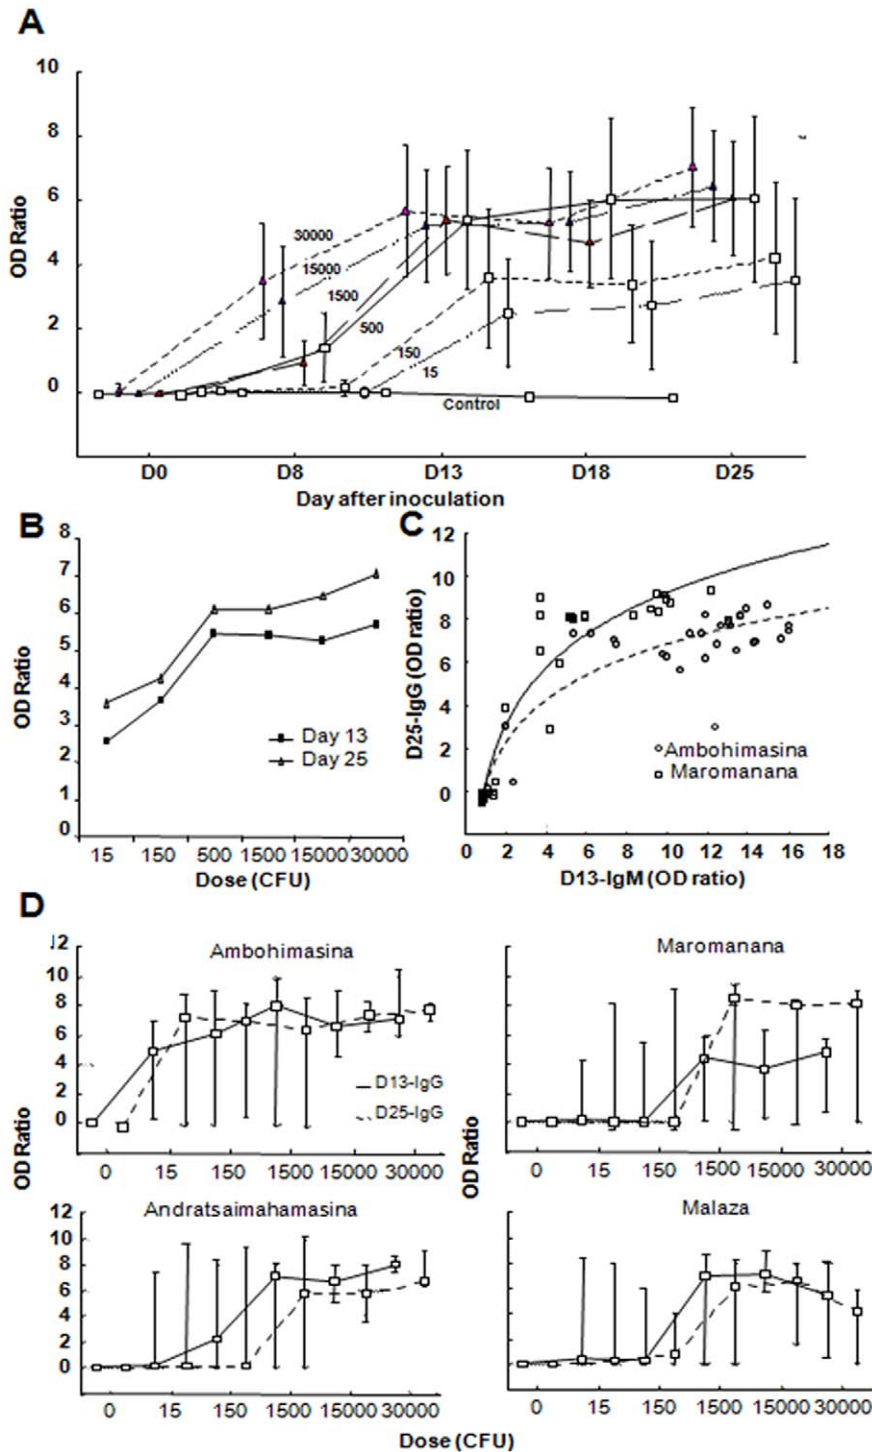 A
10
8
6
4
2
0
OD Ratio
30000
15000
1500
500
150
15
Control
D0 D8 D13 D18 D25
Day after inoculation
B
8
7
6
5
4
3
2
1
0
OD Ratio
Day 13
Day 25
15 150 500 1500 15000 30000
Dose (CFU)
C
12
10
8
6
4
2
0
D25-IgG (OD ratio)
Ambohimasina
Maromanana
0 2 4 6 8 10 12 14 16 18
D13-IgM (OD ratio)
D
Ambohimasina
12
10
8
6
4
2
0
D13-IgG
D25-IgG
0 15 150 1500 15000 30000
Maromanana
0 15 150 1500 15000 30000
OD Ratio
OD Ratio
Andratsaimahamasina
12
10
8
6
4
2
0
0 15 150 1500 15000 30000
Malaza
0 15 150 1500 15000 30000
Dose (CFU)